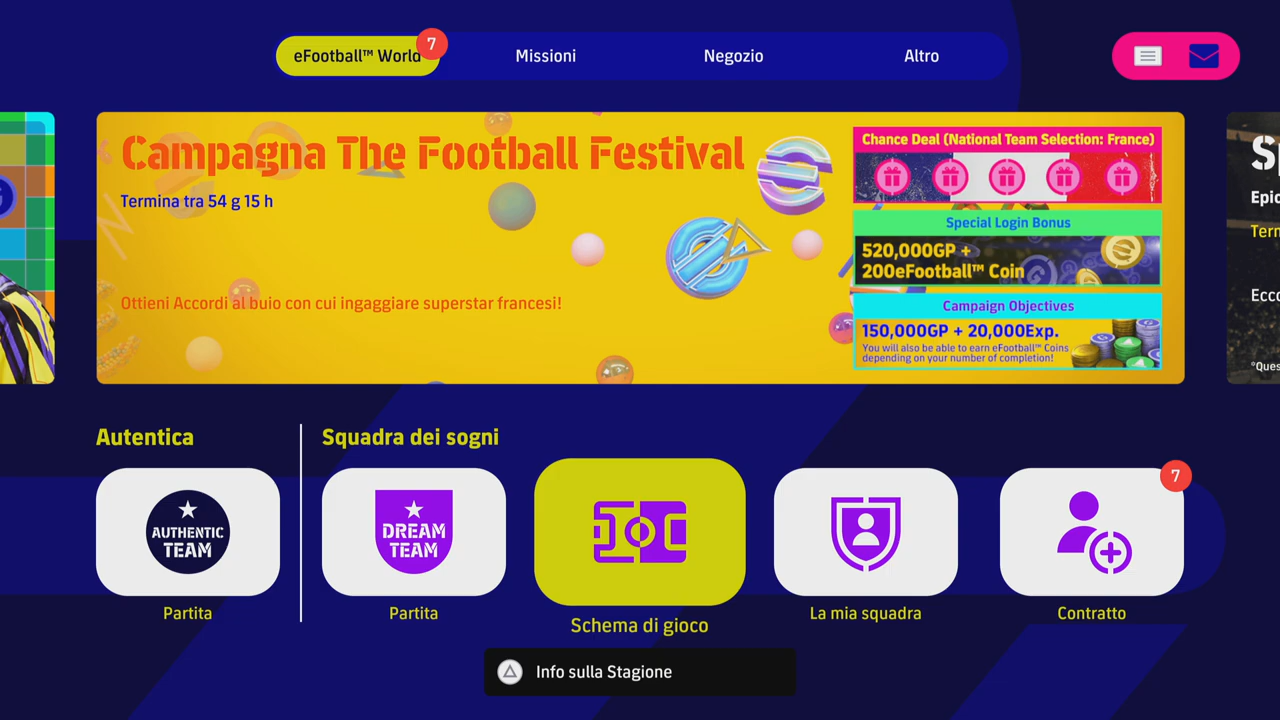 eFootball™ World
7
Missioni
Negozio
Altro
Campagna The Football Festival
Termina tra 54 g 15 h
Ottieni Accordi al buio con cui ingaggiare superstar francesi!
Chance Deal (National Team Selection: France)
Special Login Bonus
520,000GP +
200eFootball™ Coin
Campaign Objectives
150,000GP + 20,000Exp.
You will also be able to earn eFootball™ Coins
depending on your number of completion!
Epic
Autentica
Squadra dei sogni
AUTHENTIC
TEAM
DREAM
TEAM
7
Partita
Partita
Schema di gioco
La mia squadra
Contratto
Info sulla Stagione